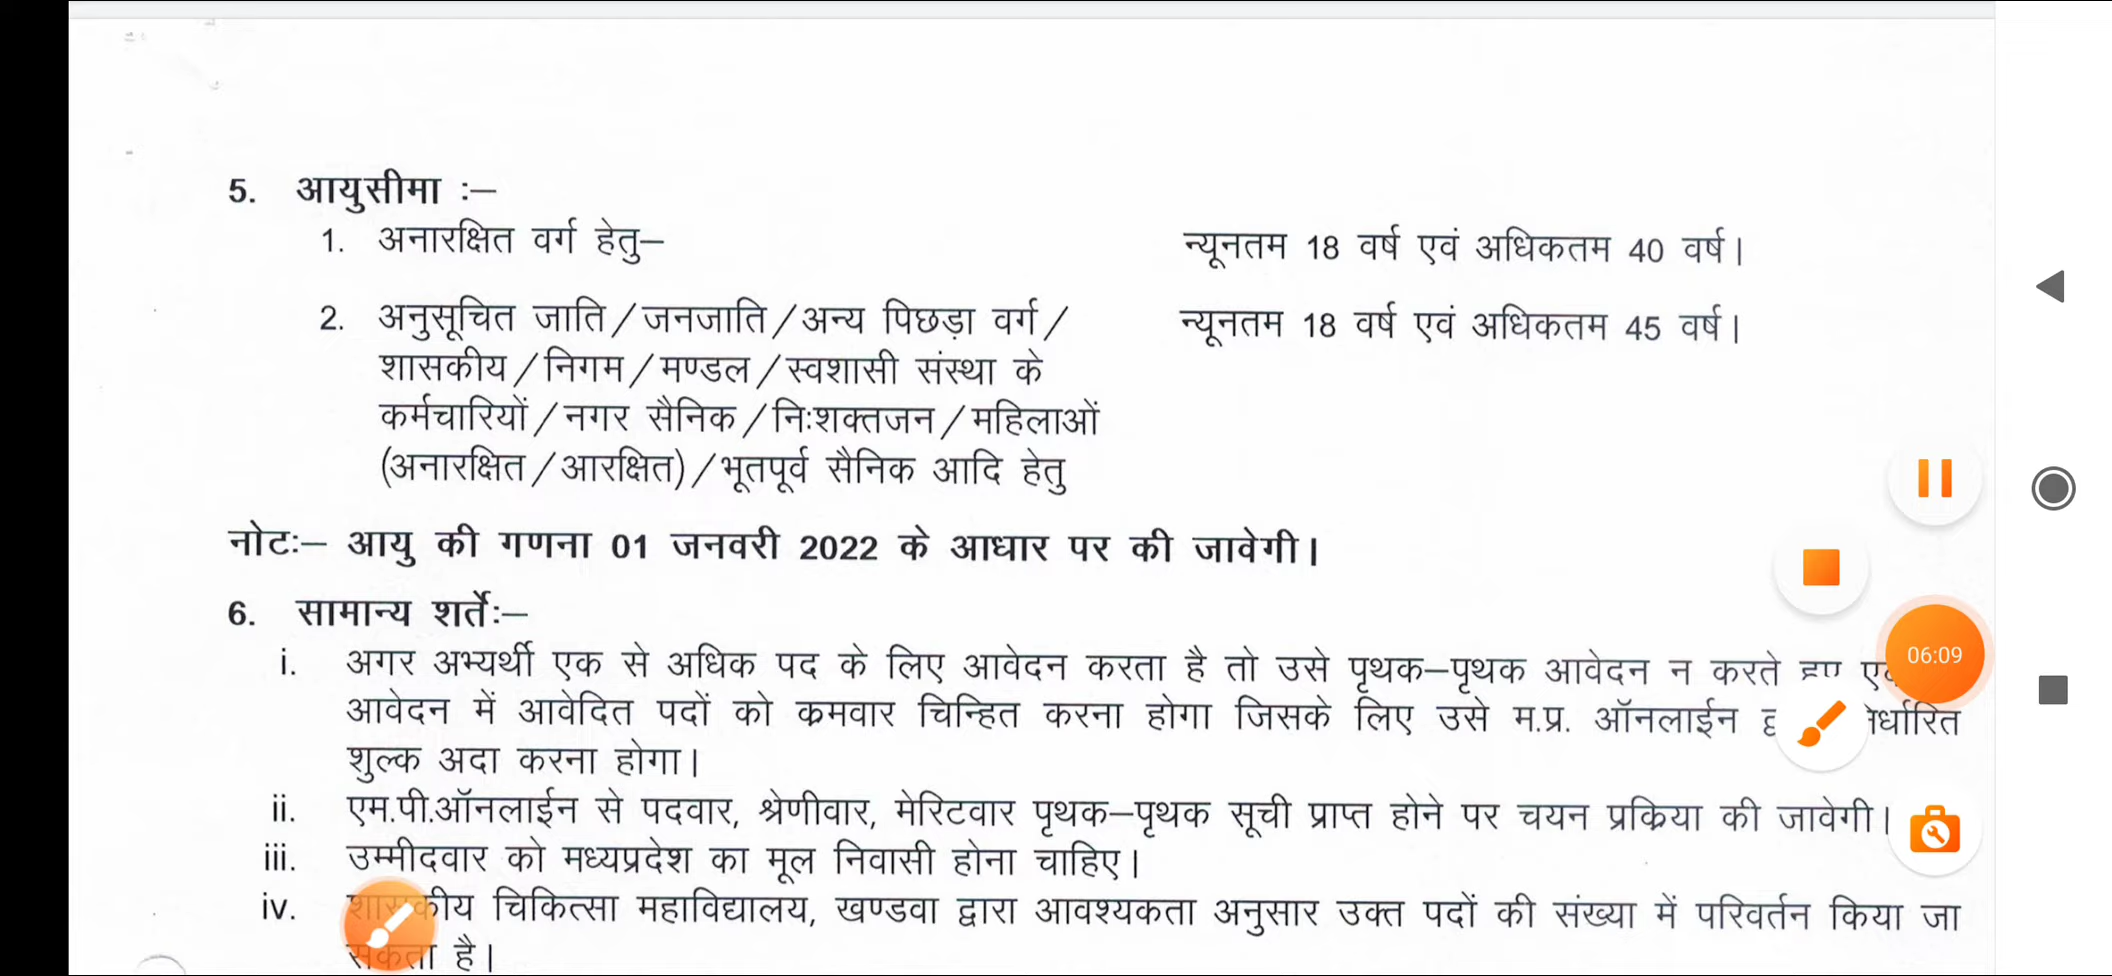 5. आयुसीमा :–
1. अनारक्षित वर्ग हेतु– न्यूनतम 18 वर्ष एवं अधिकतम 40 वर्ष।
2. अनुसूचित जाति/जनजाति/अन्य पिछड़ा वर्ग/ न्यूनतम 18 वर्ष एवं अधिकतम 45 वर्ष।
शासकीय/निगम/मण्डल/स्वशासी संस्था के
कर्मचारियों/नगर सैनिक/निःशक्तजन/महिलाओं
(अनारक्षित/आरक्षित)/भूतपूर्व सैनिक आदि हेतु
नोटः– आयु की गणना 01 जनवरी 2022 के आधार पर की जावेगी।
6. सामान्य शर्तेः–
i. अगर अभ्यर्थी एक से अधिक पद के लिए आवेदन करता है तो उसे पृथक–पृथक आवेदन न करते
06:09
आवेदन में आवेदित पदों को कमवार चिन्हित करना होगा जिसके लिए उसे म.प्र. ऑनलाईन
शुल्क अदा करना होगा।
ii. एम.पी.ऑनलाईन से पदवार, श्रेणीवार, मेरिटवार पृथक–पृथक सूची प्राप्त होने पर चयन प्रकिया की जावेगी।
iii. उम्मीदवार को मध्यप्रदेश का मूल निवासी होना चाहिए।
iv. शासकीय चिकित्सा महाविद्यालय, खण्डवा द्वारा आवश्यकता अनुसार उक्त पदों की संख्या में परिवर्तन किया जा
सकता है।